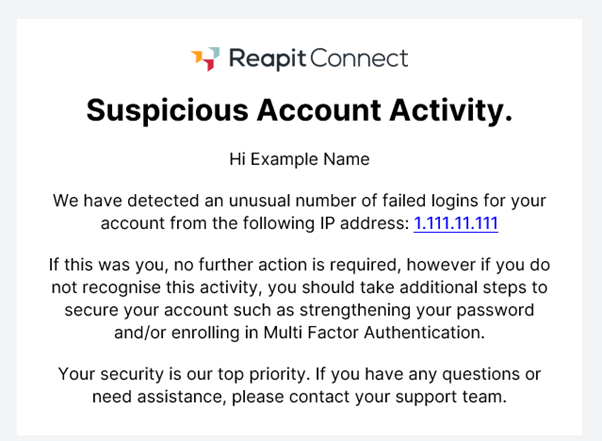 Reapit Connect
Suspicious Account Activity.
Hi Example Name
We have detected an unusual number of failed logins for your
account from the following IP address: 1.111.11.111
If this was you, no further action is required, however if you do
not recognise this activity, you should take additional steps to
secure your account such as strengthening your password
and/or enrolling in Multi Factor Authentication.
Your security is our top priority. If you have any questions or
need assistance, please contact your support team.